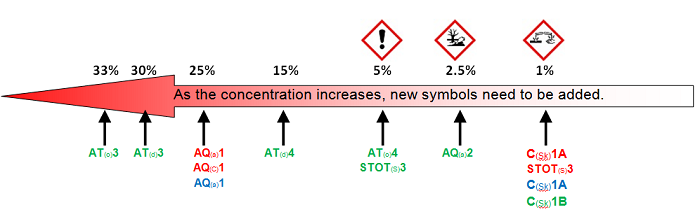 33% 30% 25% 15% 5% 2.5% 1%
As the concentration increases, new symbols need to be added.
AT(o)3 AT(d)3 AQ(a)1 AT(d)4 AT(o)4 AQ(a)2 C(Sk)1A
AQ(C)1 STOT(S)3 STOT(S)3
AQ(a)1 C(Sk)1A
C(Sk)1B